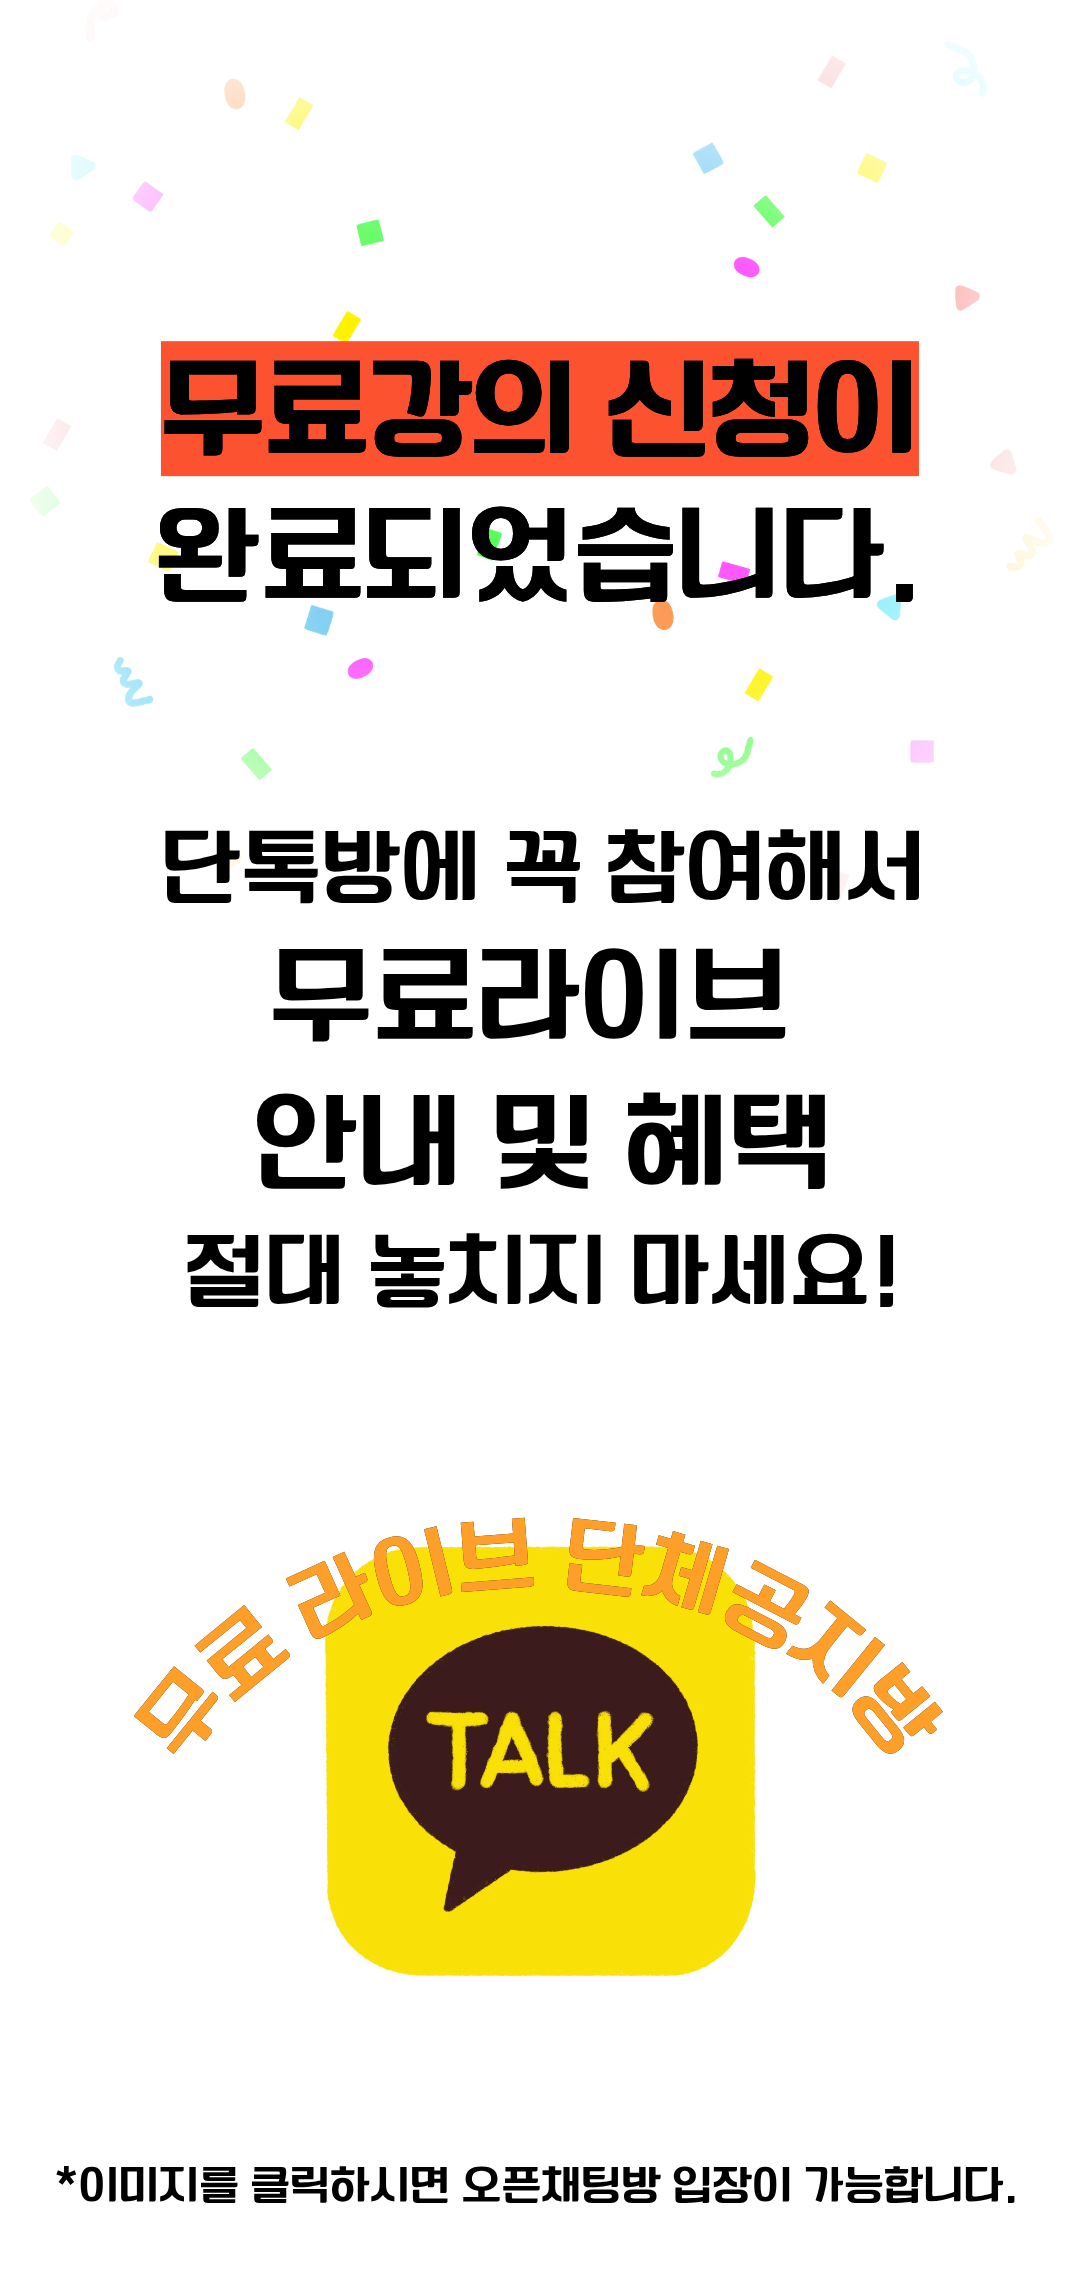 무료강의 신청이
완료되었습니다.
단톡방에 꼭 참여해서
무료라이브
안내 및 혜택
절대 놓치지 마세요!
무료 라이브 단체공지방
TALK
*이미지를 클릭하시면 오픈채팅방 입장이 가능합니다.